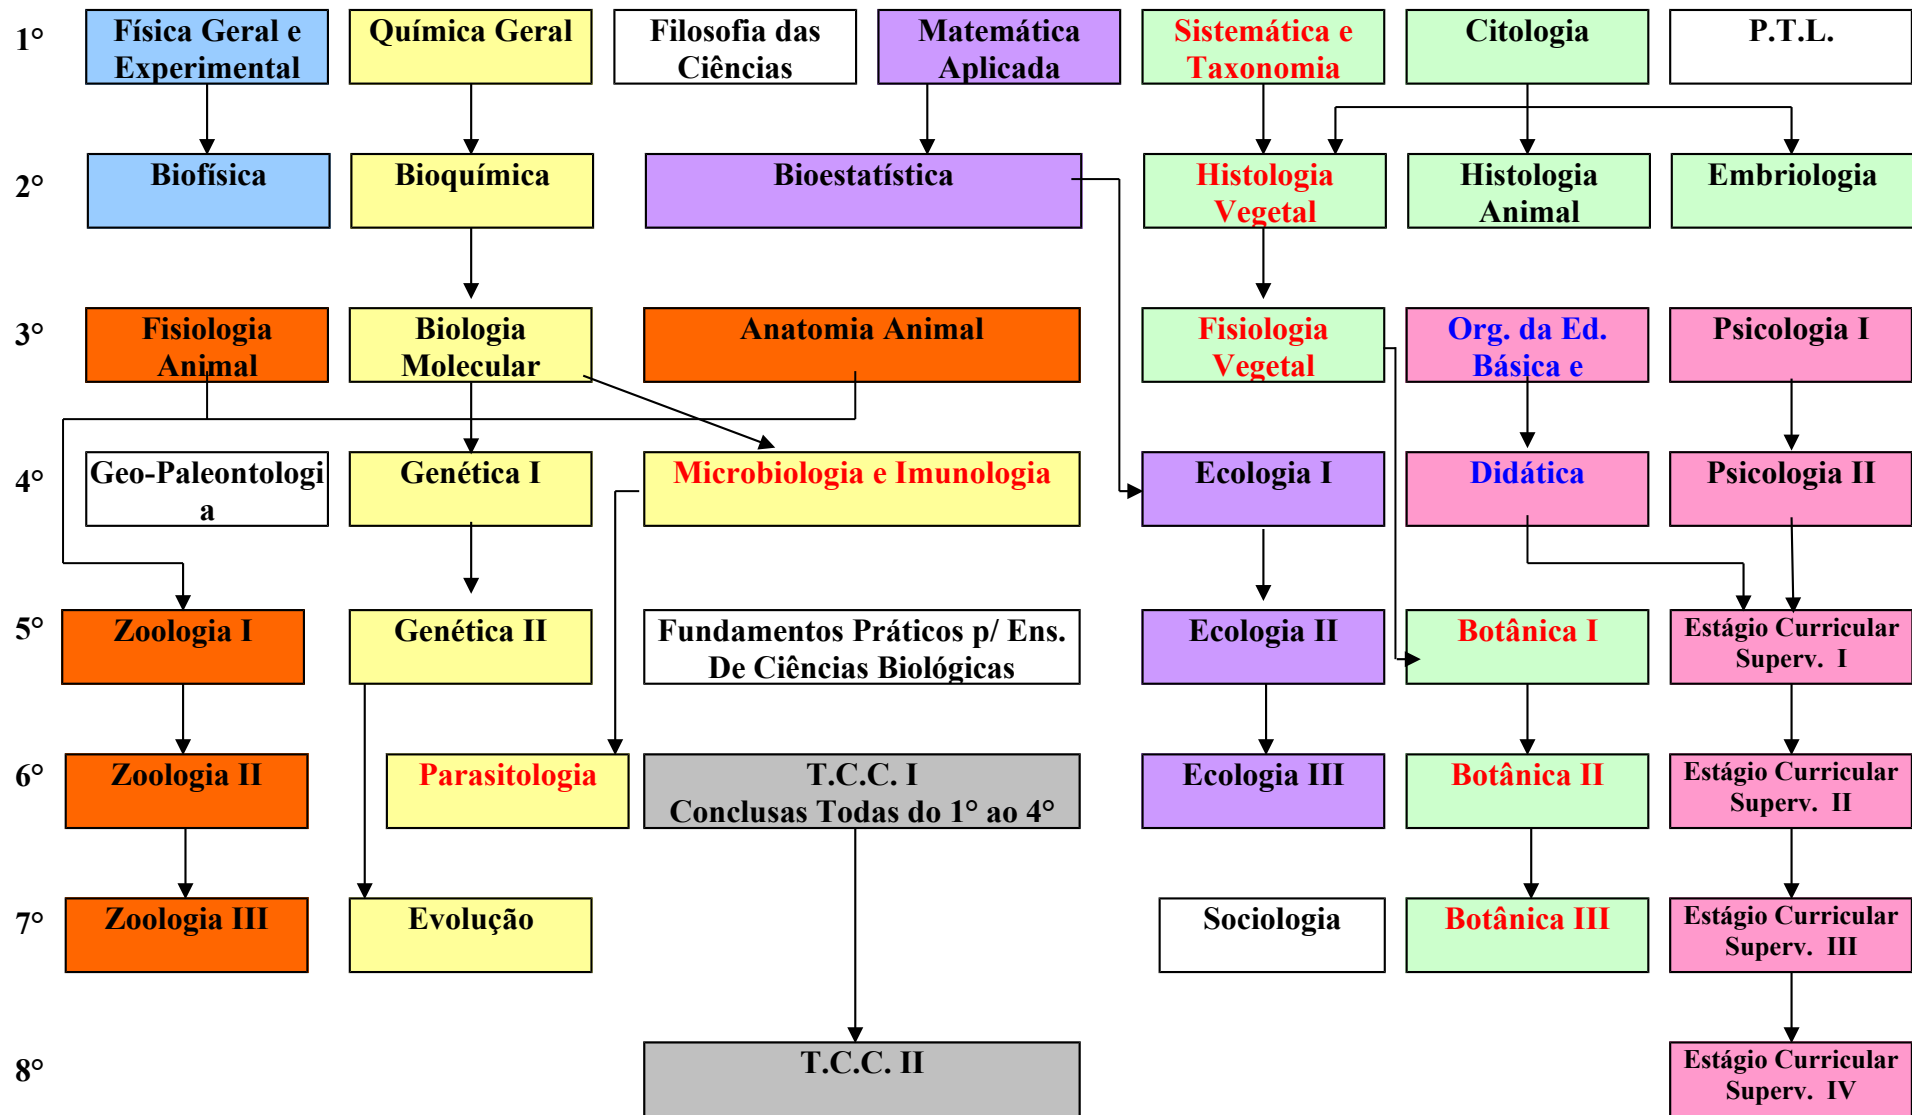 1°
Física Geral e
Experimental
Química Geral
Filosofia das
Ciências
Matemática
Aplicada
Sistemática e
Taxonomia
Citologia
P.T.L.
2°
Biofísica
Bioquímica
Bioestatística
Histologia
Vegetal
Histologia
Animal
Embriologia
3°
Fisiologia
Animal
Biologia
Molecular
Anatomia Animal
Fisiologia
Vegetal
Org. da Ed.
Básica e
Psicologia I
4°
Geo-Paleontologi
a
Genética I
Microbiologia e Imunologia
Ecologia I
Didática
Psicologia II
5°
Zoologia I
Genética II
Fundamentos Práticos p/ Ens.
De Ciências Biológicas
Ecologia II
Botânica I
Estágio Curricular
Superv. I
6°
Zoologia II
Parasitologia
T.C.C. I
Conclusas Todas do 1° ao 4°
Ecologia III
Botânica II
Estágio Curricular
Superv. II
7°
Zoologia III
Evolução
Sociologia
Botânica III
Estágio Curricular
Superv. III
8°
T.C.C. II
Estágio Curricular
Superv. IV